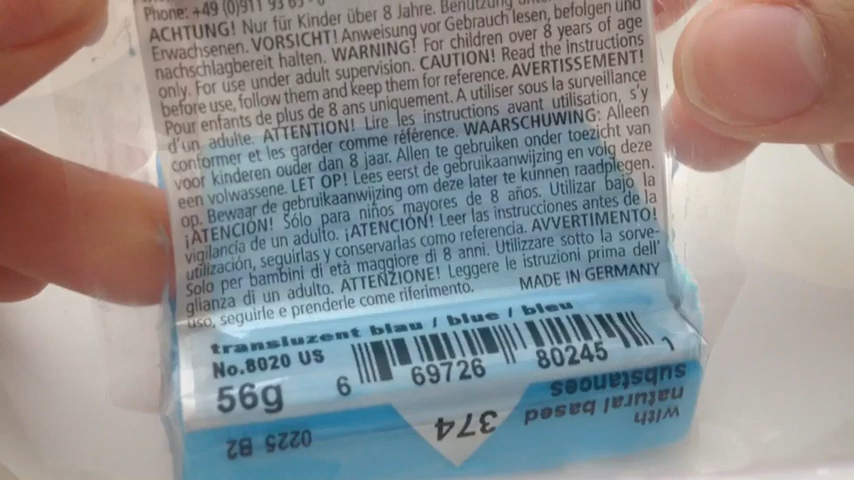 Phone: +49 (0)911 93 
ACHTUNG! Nur für Kinder über 8 Jahre. Benutzung unter
Erwachsenen. VORSICHT! Anweisung vor Gebrauch lesen, befolgen und
nachschlagbereit halten. WARNING! For children over 8 years of age
only. For use under adult supervision. CAUTION! Read the instructions
before use, follow them and keep them for reference. AVERTISSEMENT!
Pour enfants de plus de 8 ans uniquement. A utiliser sous la surveillance
d'un adulte. ATTENTION! Lire les instructions avant utilisation, s'y
conformer et les garder comme référence. WAARSCHUWING: Alleen
voor kinderen ouder dan 8 jaar. Allen te gebruiken onder toezicht van
een volwassene. LET OP! Lees eerst de gebruikaanwijzing en volg deze
op. Bewaar de gebruikaanwijzing om deze later te kunnen raadplegen.
¡ATENCIÓN! Sólo para niños mayores de 8 años. Utilizar bajo la
vigilancia de un adulto. ¡ATENCIÓN! Leer las instrucciones antes de la
utilización, seguirlas y conservarlas como referencia. AVVERTIMENTO!
Solo per bambini di età maggiore di 8 anni. Utilizzare sotto la sorve-
glianza di un adulto. ATTENZIONE! Leggere le istruzioni prima dell'
uso, seguirle e prenderle come riferimento. MADE IN GERMANY
transluzent blau / blue / bleu
No.8020 US
56g
6 69726 80245 1
with
natural based
substances
374
0225 B2